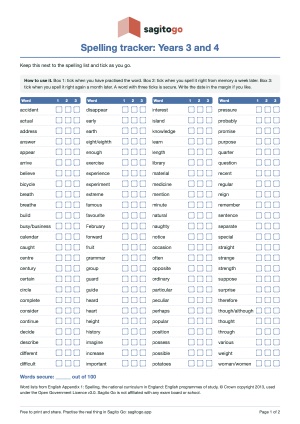 sagitogo
Spelling tracker: Years 3 and 4
Keep this next to the spelling list and tick as you go.
How to use it. Box 1: tick when you have practised the word. Box 2: tick when you spell it right from memory a week later. Box 3:
tick when you spell it right again a month later. A word with three ticks is secure. Write the date in the margin if you like.
Word 1 2 3 Word 1 2 3 Word 1 2 3 Word 1 2 3
accident disappear interest pressure
actual early island probably
address earth knowledge promise
answer eight/eighth learn purpose
appear enough length quarter
arrive exercise library question
believe experience material recent
bicycle experiment medicine regular
breath extreme mention reign
breathe famous minute remember
build favourite natural sentence
busy/business February naughty separate
calendar forward notice special
caught fruit occasion straight
centre grammar often strange
century group opposite strength
certain guard ordinary suppose
circle guide particular surprise
complete heard peculiar therefore
consider heart perhaps though/although
continue height popular thought
decide history position through
describe imagine possess various
different increase possible weight
difficult important potatoes woman/women
Words secure: ____ out of 100
Word lists from English Appendix 1: Spelling, the national curriculum in England: English programmes of study. © Crown copyright 2013, used
under the Open Government Licence v3.0. Sagito Go is not affiliated with any exam board or school.
Free to print and share. Practise the real thing in Sagito Go: sagitogo.app Page 1 of 2